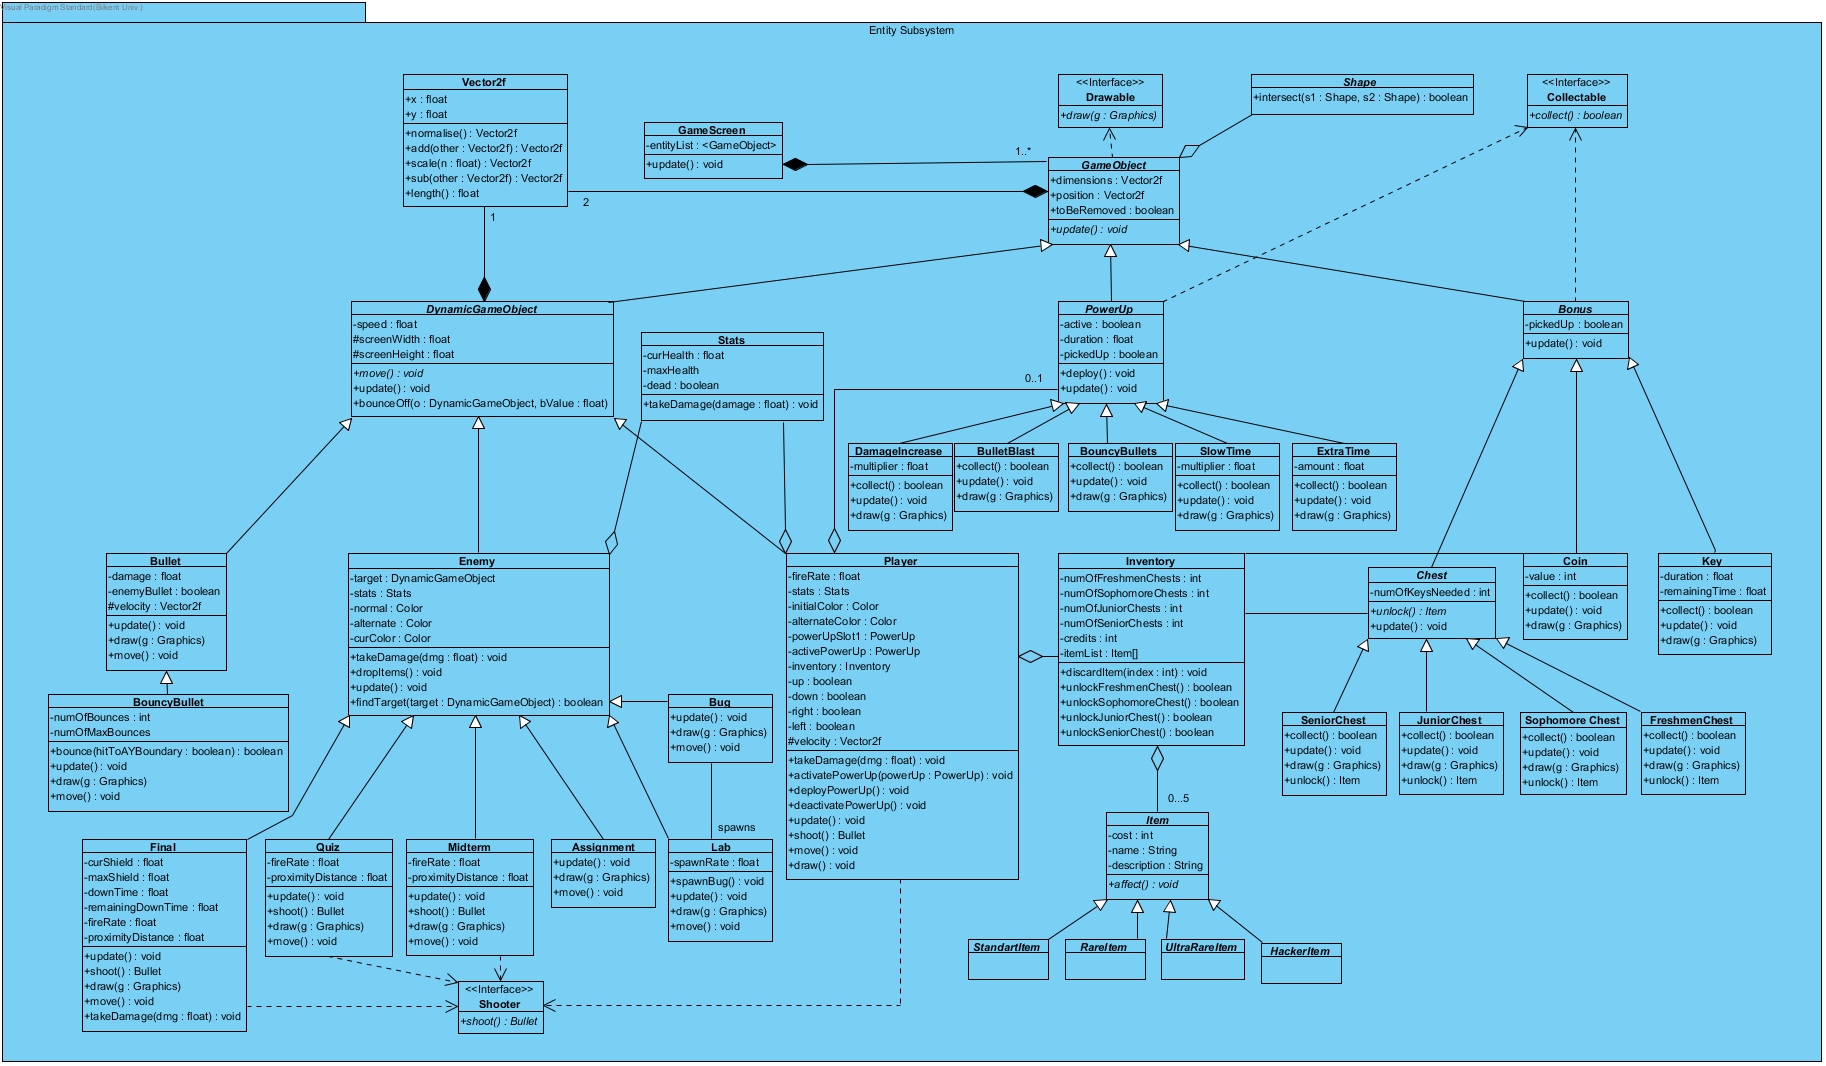 Visual Paradigm Standard(Bilkent Univ.)
Entity Subsystem
Vector2f
+x : float
+y : float
+normalise() : Vector2f
+add(other : Vector2f) : Vector2f
+scale(n : float) : Vector2f
+sub(other : Vector2f) : Vector2f
+length() : float
GameScreen
-entityList : <GameObject>
+update() : void
<<Interface>>
Drawable
+draw(g : Graphics)
Shape
+intersect(s1 : Shape, s2 : Shape) : boolean
<<Interface>>
Collectable
+collect() : boolean
1..*
2
1
GameObject
+dimensions : Vector2f
+position : Vector2f
+toBeRemoved : boolean
+update() : void
DynamicGameObject
-speed : float
#screenWidth : float
#screenHeight : float
+move() : void
+update() : void
+bounceOff(o : DynamicGameObject, bValue : float)
Stats
-curHealth : float
-maxHealth
-dead : boolean
+takeDamage(damage : float) : void
0..1
PowerUp
-active : boolean
-duration : float
-pickedUp : boolean
+deploy() : void
+update() : void
Bonus
-pickedUp : boolean
+update() : void
DamageIncrease
-multiplier : float
+collect() : boolean
+update() : void
+draw(g : Graphics)
BulletBlast
+collect() : boolean
+update() : void
+draw(g : Graphics)
BouncyBullets
+collect() : boolean
+update() : void
+draw(g : Graphics)
SlowTime
-multiplier : float
+collect() : boolean
+update() : void
+draw(g : Graphics)
ExtraTime
-amount : float
+collect() : boolean
+update() : void
+draw(g : Graphics)
Bullet
-damage : float
-enemyBullet : boolean
#velocity : Vector2f
+update() : void
+draw(g : Graphics)
+move() : void
Enemy
-target : DynamicGameObject
-stats : Stats
-normal : Color
-alternate : Color
-curColor : Color
+takeDamage(dmg : float) : void
+dropItems() : void
+update() : void
+findTarget(target : DynamicGameObject) : boolean
Player
-fireRate : float
-stats : Stats
-initialColor : Color
-alternateColor : Color
-powerUpSlot1 : PowerUp
-activePowerUp : PowerUp
-inventory : Inventory
-up : boolean
-down : boolean
-right : boolean
-left : boolean
#velocity : Vector2f
+takeDamage(dmg : float) : void
+activatePowerUp(powerUp : PowerUp) : void
+deployPowerUp() : void
+deactivatePowerUp() : void
+update() : void
+shoot() : Bullet
+move() : void
+draw() : void
Inventory
-numOfFreshmenChests : int
-numOfSophomoreChests : int
-numOfJuniorChests : int
-numOfSeniorChests : int
-credits : int
-itemList : Item[]
+discardItem(index : int) : void
+unlockFreshmenChest() : boolean
+unlockSophomoreChest() : boolean
+unlockJuniorChest() : boolean
+unlockSeniorChest() : boolean
Chest
-numOfKeysNeeded : int
+unlock() : Item
+update() : void
Coin
-value : int
+collect() : boolean
+update() : void
+draw(g : Graphics)
Key
-duration : float
-remainingTime : float
+collect() : boolean
+update() : void
+draw(g : Graphics)
BouncyBullet
-numOfBounces : int
-numOfMaxBounces
+bounce(hitToAYBoundary : boolean) : boolean
+update() : void
+draw(g : Graphics)
+move() : void
Bug
+update() : void
+draw(g : Graphics)
+move() : void
SeniorChest
+collect() : boolean
+update() : void
+draw(g : Graphics)
+unlock() : Item
JuniorChest
+collect() : boolean
+update() : void
+draw(g : Graphics)
+unlock() : Item
Sophomore Chest
+collect() : boolean
+update() : void
+draw(g : Graphics)
+unlock() : Item
FreshmenChest
+collect() : boolean
+update() : void
+draw(g : Graphics)
+unlock() : Item
spawns
0...5
Final
-curShield : float
-maxShield : float
-downTime : float
-remainingDownTime : float
-fireRate : float
-proximityDistance : float
+update() : void
+shoot() : Bullet
+draw(g : Graphics)
+move() : void
+takeDamage(dmg : float) : void
Quiz
-fireRate : float
-proximityDistance : float
+update() : void
+shoot() : Bullet
+draw(g : Graphics)
+move() : void
Midterm
-fireRate : float
-proximityDistance : float
+update() : void
+shoot() : Bullet
+draw(g : Graphics)
+move() : void
Assignment
+update() : void
+draw(g : Graphics)
+move() : void
Lab
-spawnRate : float
+spawnBug() : void
+update() : void
+draw(g : Graphics)
+move() : void
Item
-cost : int
-name : String
-description : String
+affect() : void
StandartItem
RareItem
UltraRareItem
HackerItem
<<Interface>>
Shooter
+shoot() : Bullet